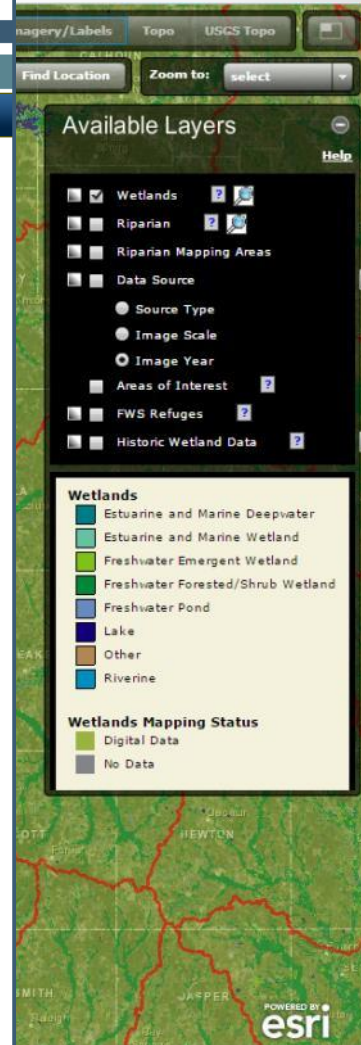 magery/Labels Topo USGS Topo
CALHOUN
Find Location Zoom to: select
Available Layers
Help
Wetlands ?
Riparian ?
Riparian Mapping Areas
Data Source
Source Type
Image Scale
Image Year
Areas of Interest ?
FWS Refuges ?
Historic Wetland Data ?
Wetlands
Estuarine and Marine Deepwater
Estuarine and Marine Wetland
Freshwater Emergent Wetland
Freshwater Forested/Shrub Wetland
Freshwater Pond
Lake
Other
Riverine
Wetlands Mapping Status
Digital Data
No Data
NEWTON
SMITH JASPER
Raleigh
POWERED BY
esri